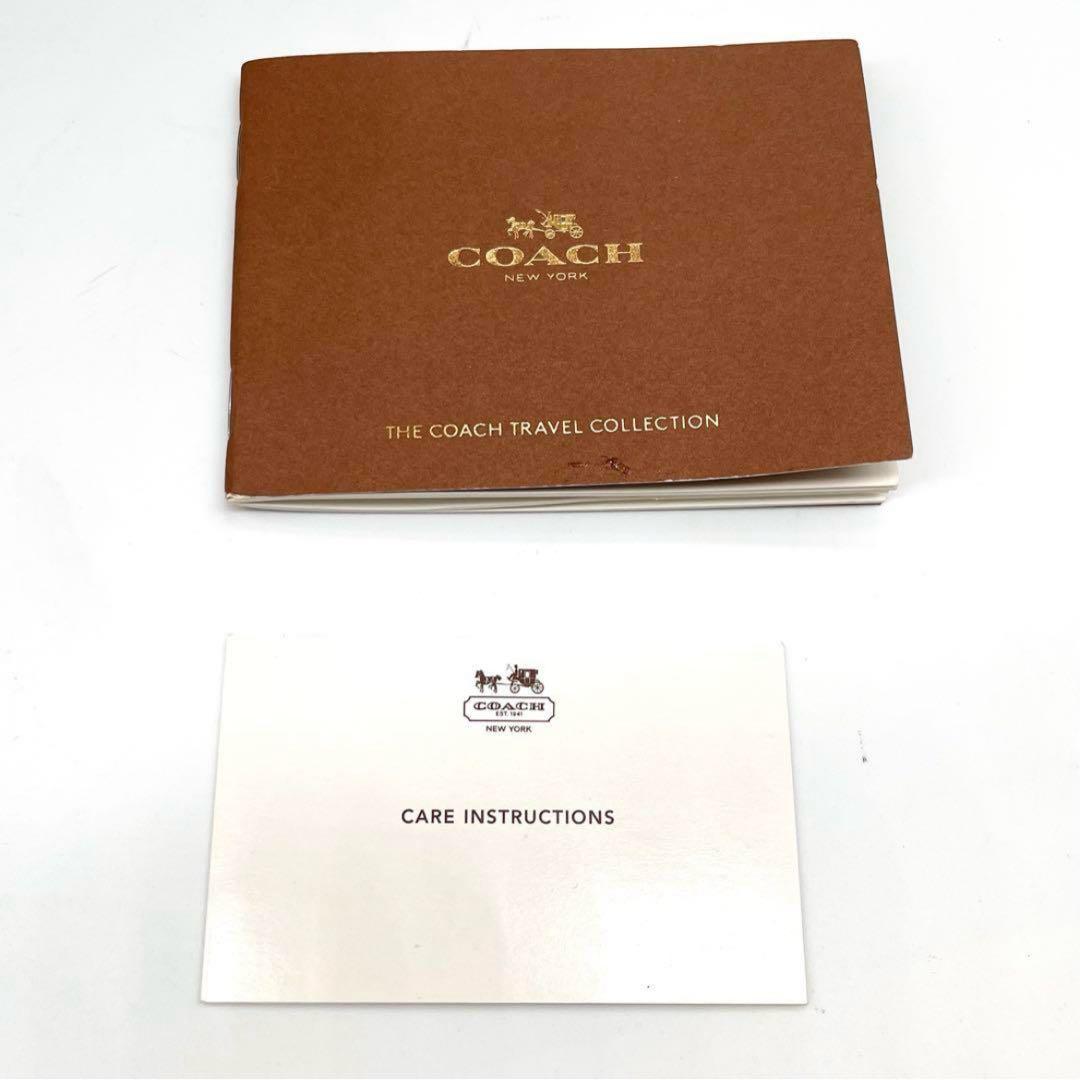 COACH
NEW YORK
THE COACH TRAVEL COLLECTION
COACH
EST. 1941
NEW YORK
CARE INSTRUCTIONS